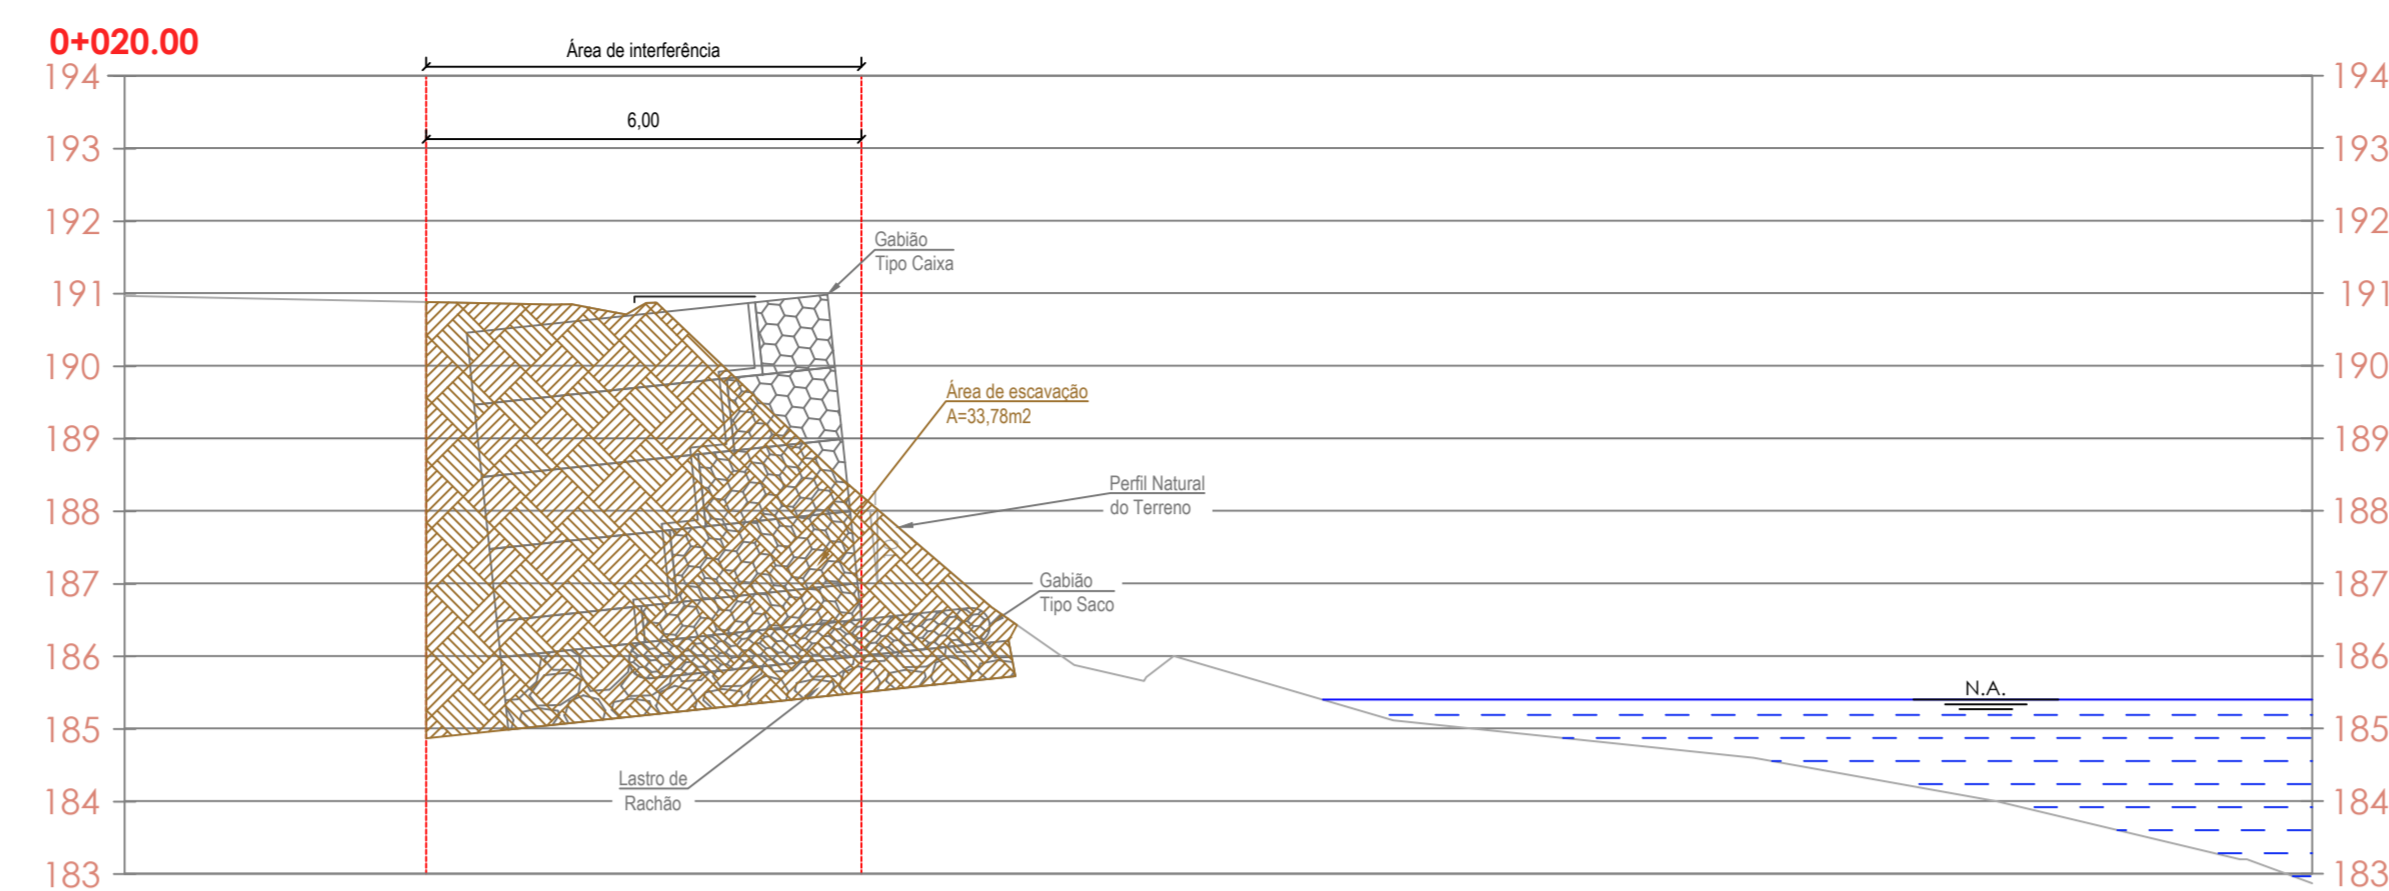 0+020.00
Área de interferência
194 194
6,00
193 193
192 192
Gabião
Tipo Caixa
191 191
190 190
Área de escavação
A=33,78m2
189 189
Perfil Natural
do Terreno
188 188
187 187
Gabião
Tipo Saco
186 186
N.A.
185 185
Lastro de
Rachão
184 184
183 183